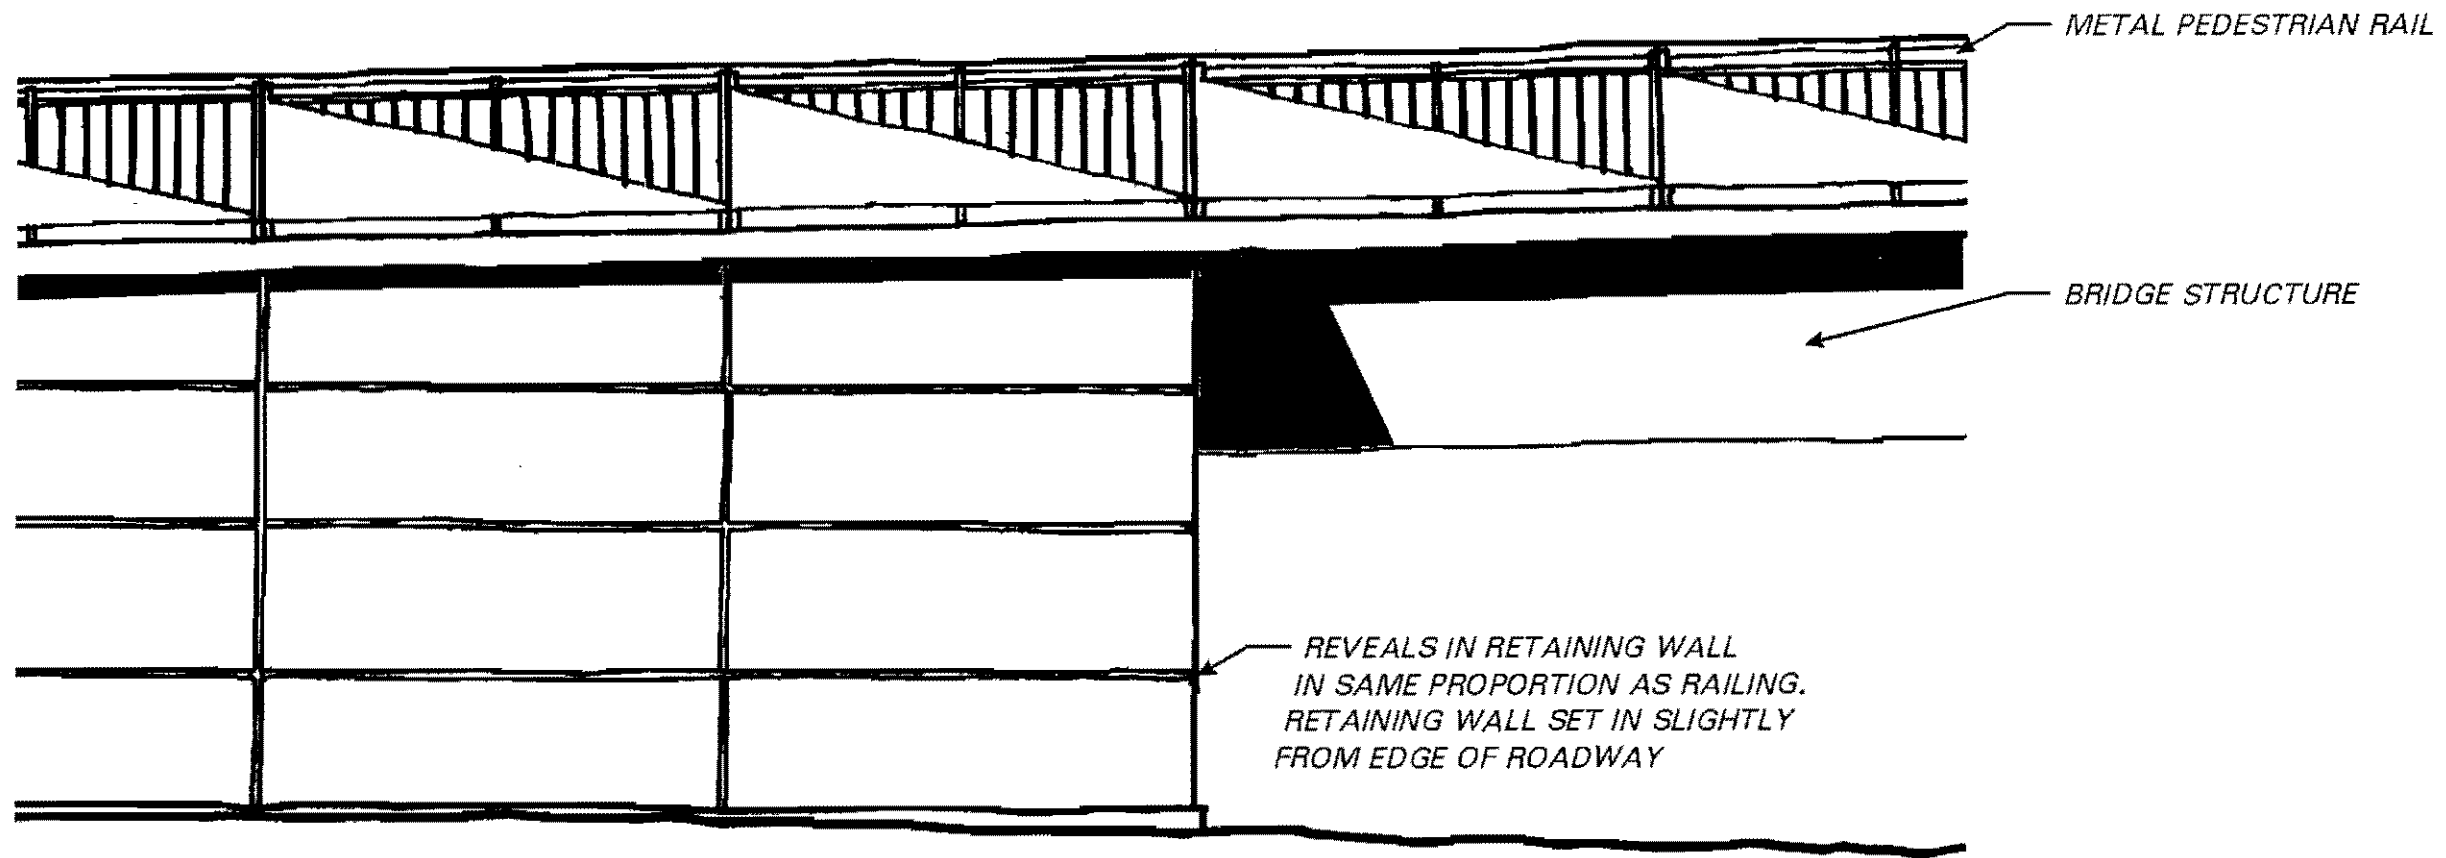 METAL PEDESTRIAN RAIL
BRIDGE STRUCTURE
REVEALS IN RETAINING WALL
IN SAME PROPORTION AS RAILING.
RETAINING WALL SET IN SLIGHTLY
FROM EDGE OF ROADWAY